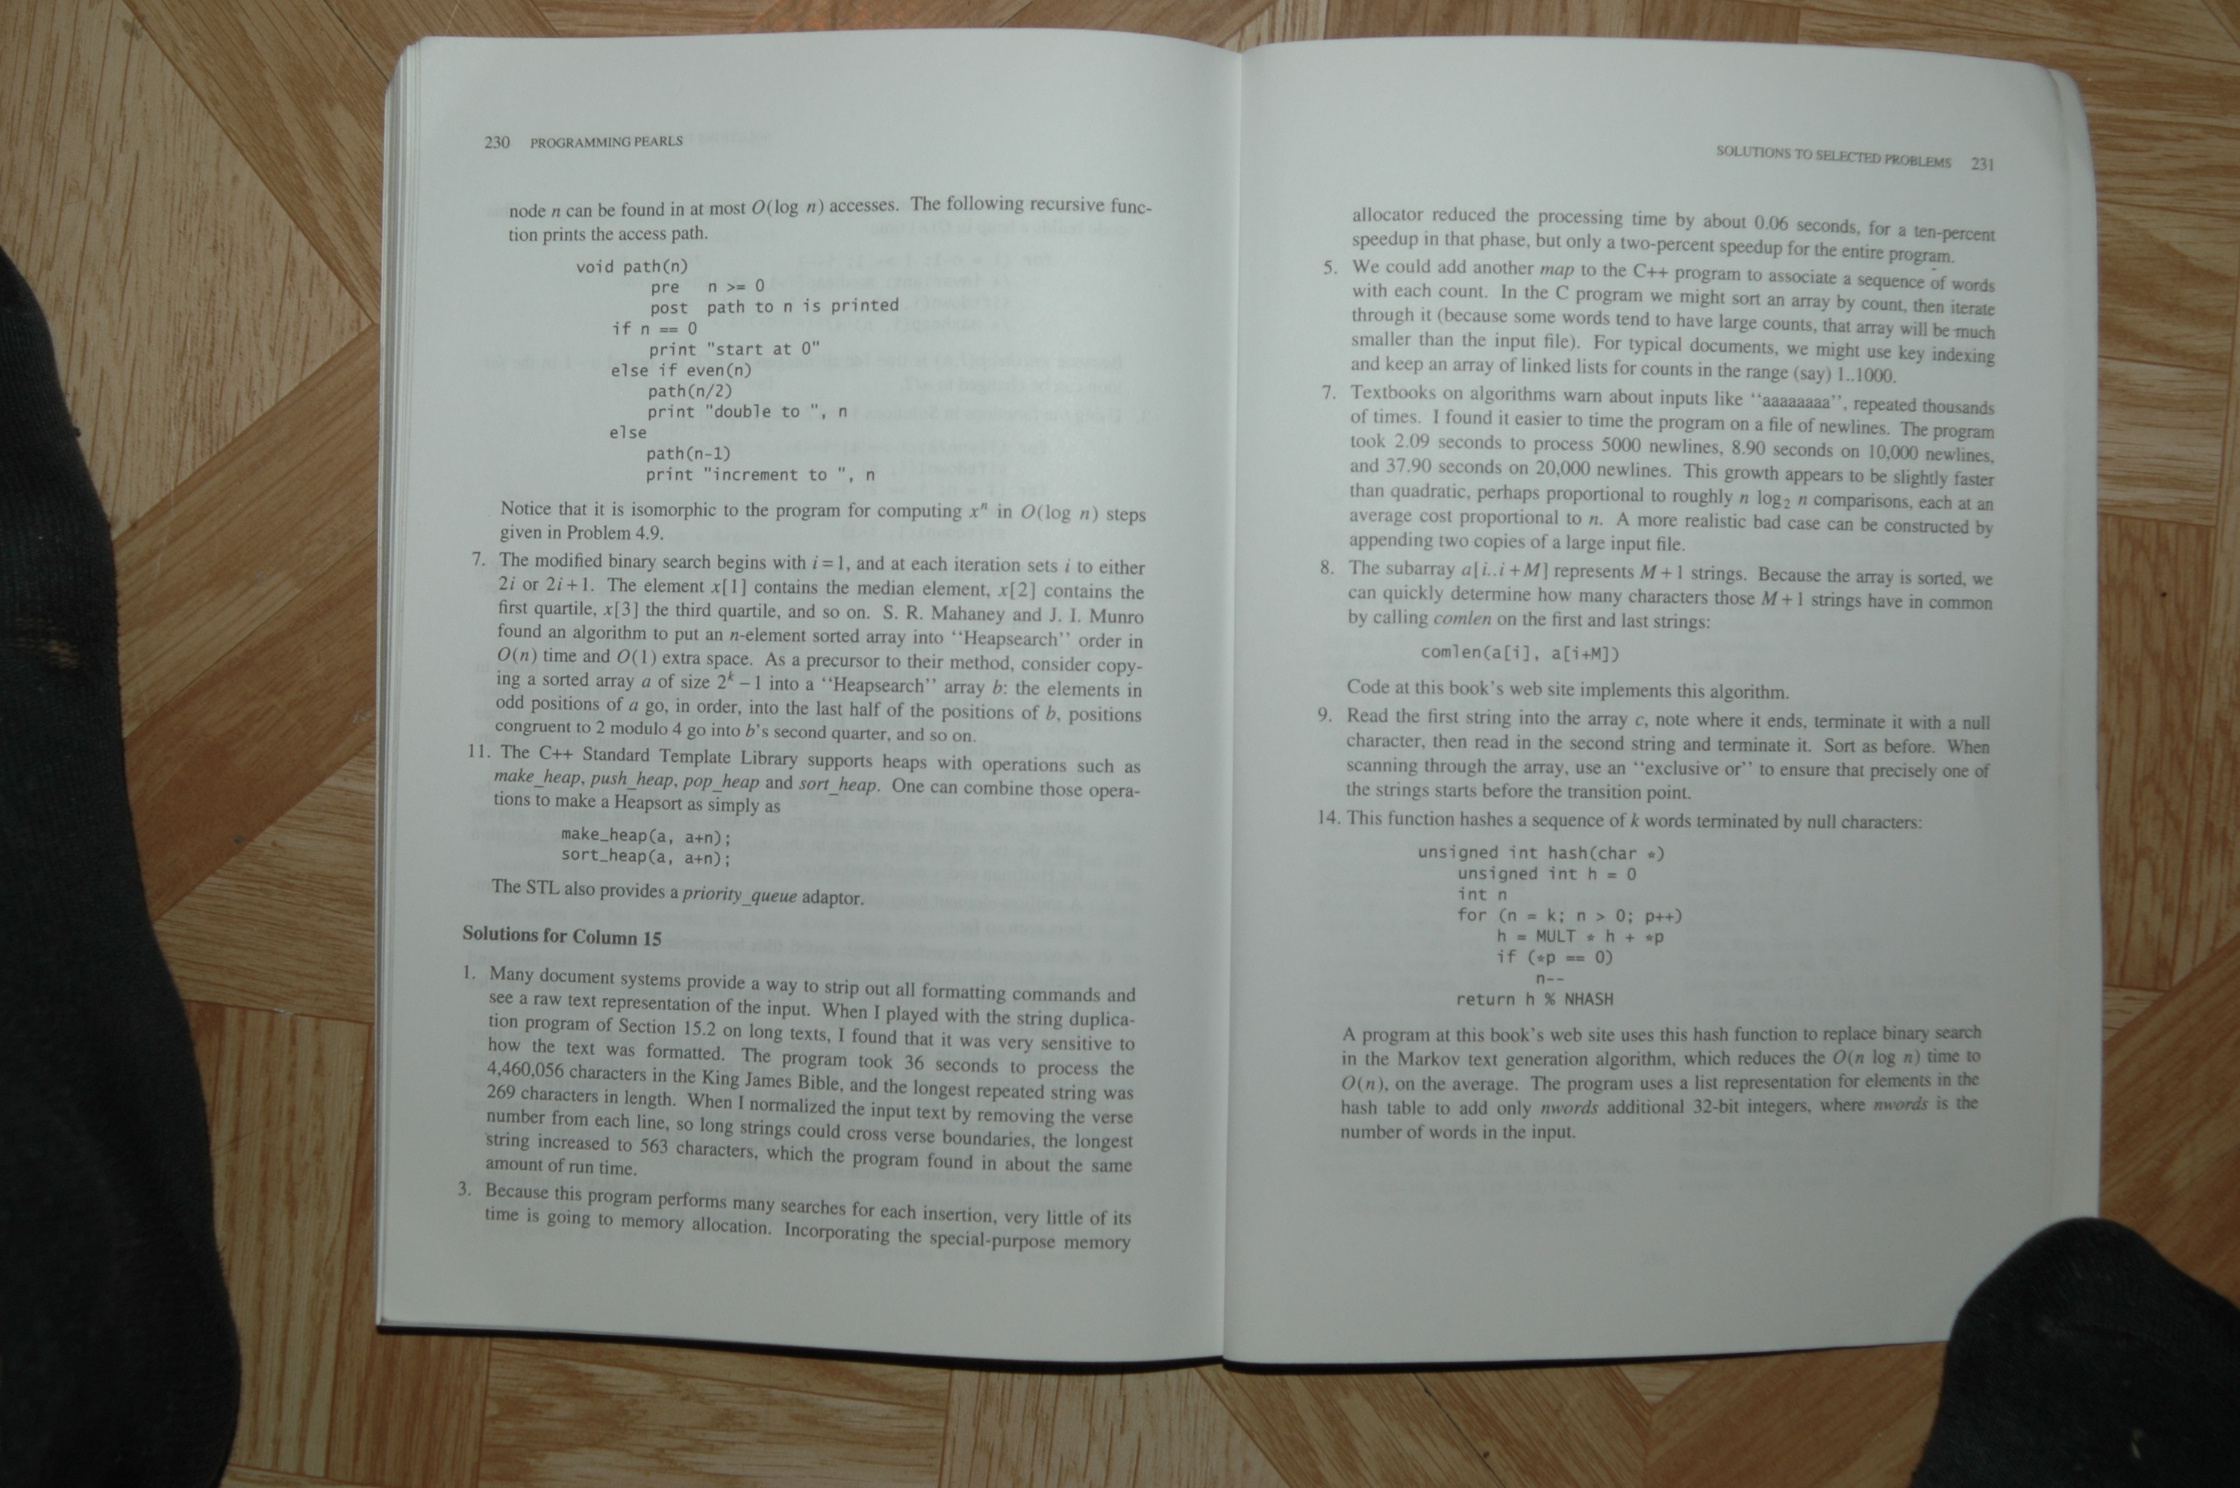 230 PROGRAMMING PEARLS
node n can be found in at most O(log n) accesses. The following recursive func-
tion prints the access path.
void path(n)
pre n >= 0
post path to n is printed
if n == 0
print "start at 0"
else if even(n)
path(n/2)
print "double to ", n
else
path(n-1)
print "increment to ", n
Notice that it is isomorphic to the program for computing xⁿ in O(log n) steps
given in Problem 4.9.
7. The modified binary search begins with i = 1, and at each iteration sets i to either
2i or 2i + 1. The element x[1] contains the median element, x[2] contains the
first quartile, x[3] the third quartile, and so on. S. R. Mahaney and J. I. Munro
found an algorithm to put an n-element sorted array into ‘‘Heapsearch’’ order in
O(n) time and O(1) extra space. As a precursor to their method, consider copy-
ing a sorted array a of size 2ᵏ – 1 into a ‘‘Heapsearch’’ array b: the elements in
odd positions of a go, in order, into the last half of the positions of b, positions
congruent to 2 modulo 4 go into b’s second quarter, and so on.
11. The C++ Standard Template Library supports heaps with operations such as
make_heap, push_heap, pop_heap and sort_heap. One can combine those opera-
tions to make a Heapsort as simply as
make_heap(a, a+n);
sort_heap(a, a+n);
The STL also provides a priority_queue adaptor.
Solutions for Column 15
1. Many document systems provide a way to strip out all formatting commands and
see a raw text representation of the input. When I played with the string duplica-
tion program of Section 15.2 on long texts, I found that it was very sensitive to
how the text was formatted. The program took 36 seconds to process the
4,460,056 characters in the King James Bible, and the longest repeated string was
269 characters in length. When I normalized the input text by removing the verse
number from each line, so long strings could cross verse boundaries, the longest
string increased to 563 characters, which the program found in about the same
amount of run time.
3. Because this program performs many searches for each insertion, very little of its
time is going to memory allocation. Incorporating the special-purpose memory
SOLUTIONS TO SELECTED PROBLEMS 231
allocator reduced the processing time by about 0.06 seconds, for a ten-percent
speedup in that phase, but only a two-percent speedup for the entire program.
5. We could add another map to the C++ program to associate a sequence of words
with each count. In the C program we might sort an array by count, then iterate
through it (because some words tend to have large counts, that array will be much
smaller than the input file). For typical documents, we might use key indexing
and keep an array of linked lists for counts in the range (say) 1..1000.
7. Textbooks on algorithms warn about inputs like ‘‘aaaaaaaa’’, repeated thousands
of times. I found it easier to time the program on a file of newlines. The program
took 2.09 seconds to process 5000 newlines, 8.90 seconds on 10,000 newlines,
and 37.90 seconds on 20,000 newlines. This growth appears to be slightly faster
than quadratic, perhaps proportional to roughly n log₂ n comparisons, each at an
average cost proportional to n. A more realistic bad case can be constructed by
appending two copies of a large input file.
8. The subarray a[i..i + M] represents M + 1 strings. Because the array is sorted, we
can quickly determine how many characters those M + 1 strings have in common
by calling comlen on the first and last strings:
comlen(a[i], a[i+M])
Code at this book’s web site implements this algorithm.
9. Read the first string into the array c, note where it ends, terminate it with a null
character, then read in the second string and terminate it. Sort as before. When
scanning through the array, use an ‘‘exclusive or’’ to ensure that precisely one of
the strings starts before the transition point.
14. This function hashes a sequence of k words terminated by null characters:
unsigned int hash(char *)
unsigned int h = 0
int n
for (n = k; n > 0; p++)
h = MULT * h + *p
if (*p == 0)
n--
return h % NHASH
A program at this book’s web site uses this hash function to replace binary search
in the Markov text generation algorithm, which reduces the O(n log n) time to
O(n), on the average. The program uses a list representation for elements in the
hash table to add only nwords additional 32-bit integers, where nwords is the
number of words in the input.